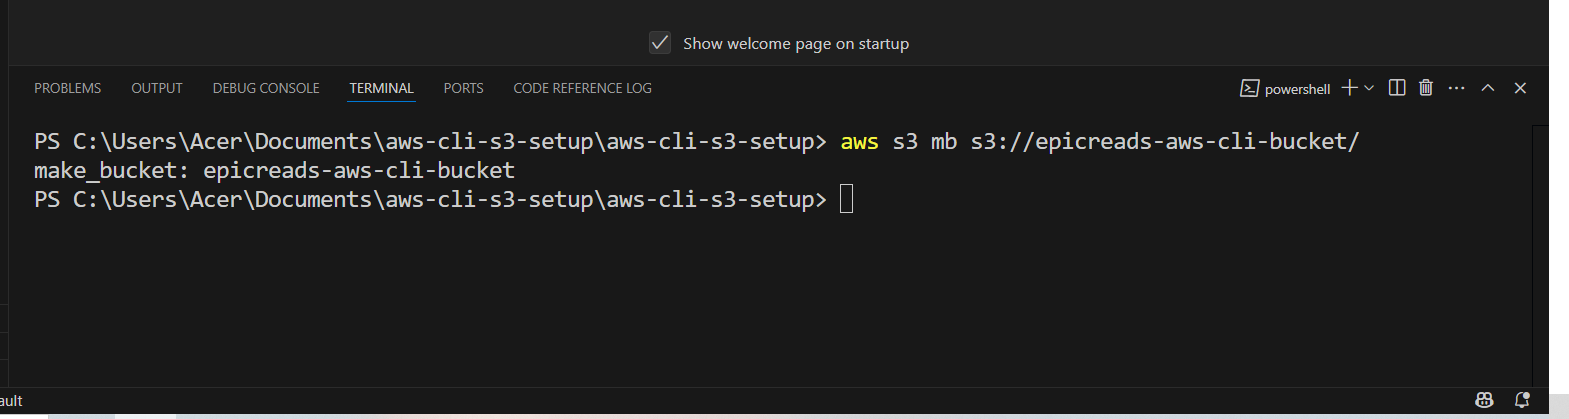 Show welcome page on startup
PROBLEMS OUTPUT DEBUG CONSOLE TERMINAL PORTS CODE REFERENCE LOG powershell
PS C:\Users\Acer\Documents\aws-cli-s3-setup\aws-cli-s3-setup> aws s3 mb s3://epicreads-aws-cli-bucket/
make_bucket: epicreads-aws-cli-bucket
PS C:\Users\Acer\Documents\aws-cli-s3-setup\aws-cli-s3-setup>
ault